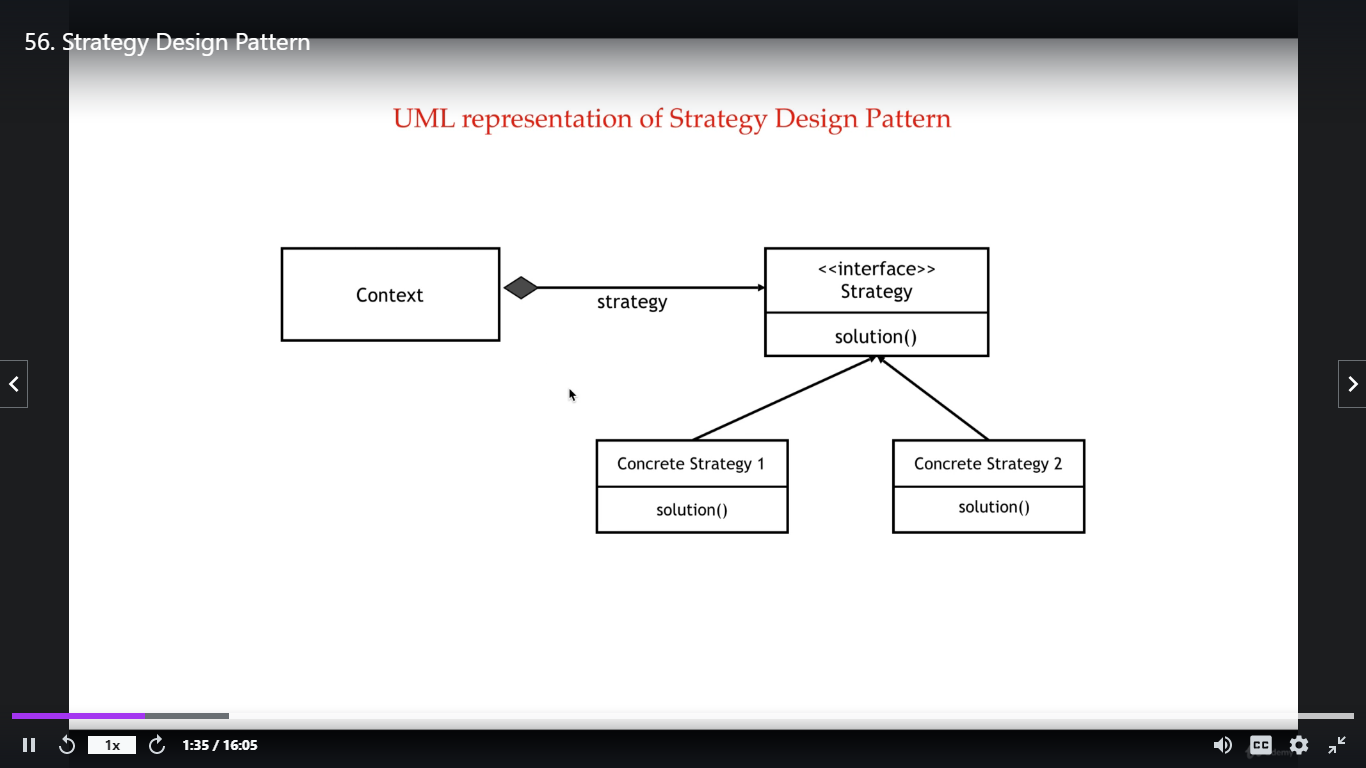 56. Strategy Design Pattern
UML representation of Strategy Design Pattern
Context
strategy
<<interface>>
Strategy
solution()
Concrete Strategy 1
solution()
Concrete Strategy 2
solution()
1x
1:35 / 16:05
CC